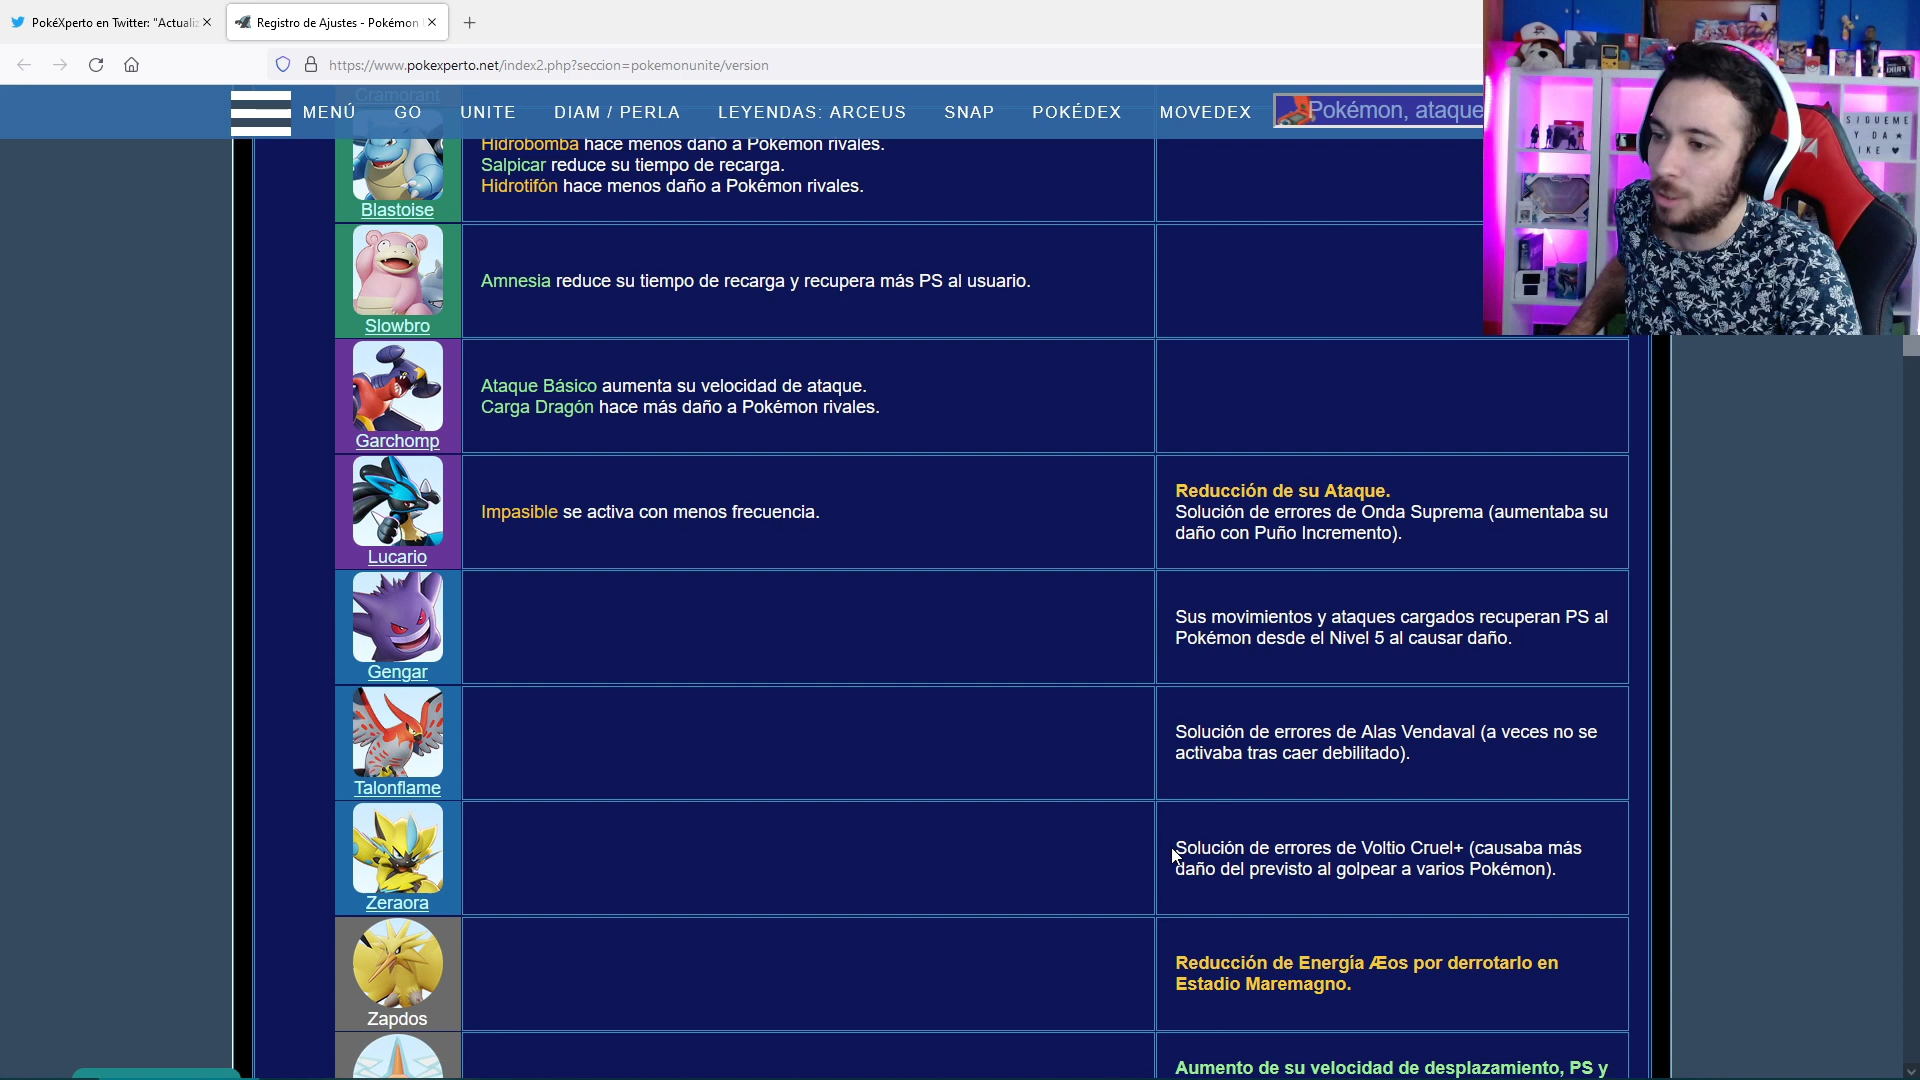 PokéXperto en Twitter: "Actualiz
Registro de Ajustes - Pokémon
https://www.pokexperto.net/index2.php?seccion=pokemonunite/version
Cramorant
MENÚ GO UNITE DIAM / PERLA LEYENDAS: ARCEUS SNAP POKÉDEX MOVEDEX Pokémon, ataque
Hidrobomba hace menos daño a Pokémon rivales.
Salpicar reduce su tiempo de recarga.
Hidrotifón hace menos daño a Pokémon rivales.
Blastoise
Amnesia reduce su tiempo de recarga y recupera más PS al usuario.
Slowbro
Ataque Básico aumenta su velocidad de ataque.
Carga Dragón hace más daño a Pokémon rivales.
Garchomp
Impasible se activa con menos frecuencia.
Reducción de su Ataque.
Solución de errores de Onda Suprema (aumentaba su
daño con Puño Incremento).
Lucario
Sus movimientos y ataques cargados recuperan PS al
Pokémon desde el Nivel 5 al causar daño.
Gengar
Solución de errores de Alas Vendaval (a veces no se
activaba tras caer debilitado).
Talonflame
Solución de errores de Voltio Cruel+ (causaba más
daño del previsto al golpear a varios Pokémon).
Zeraora
Reducción de Energía Æos por derrotarlo en
Estadio Maremagno.
Zapdos
Aumento de su velocidad de desplazamiento, PS y
SIGUEME
Y DA
IKE ♥